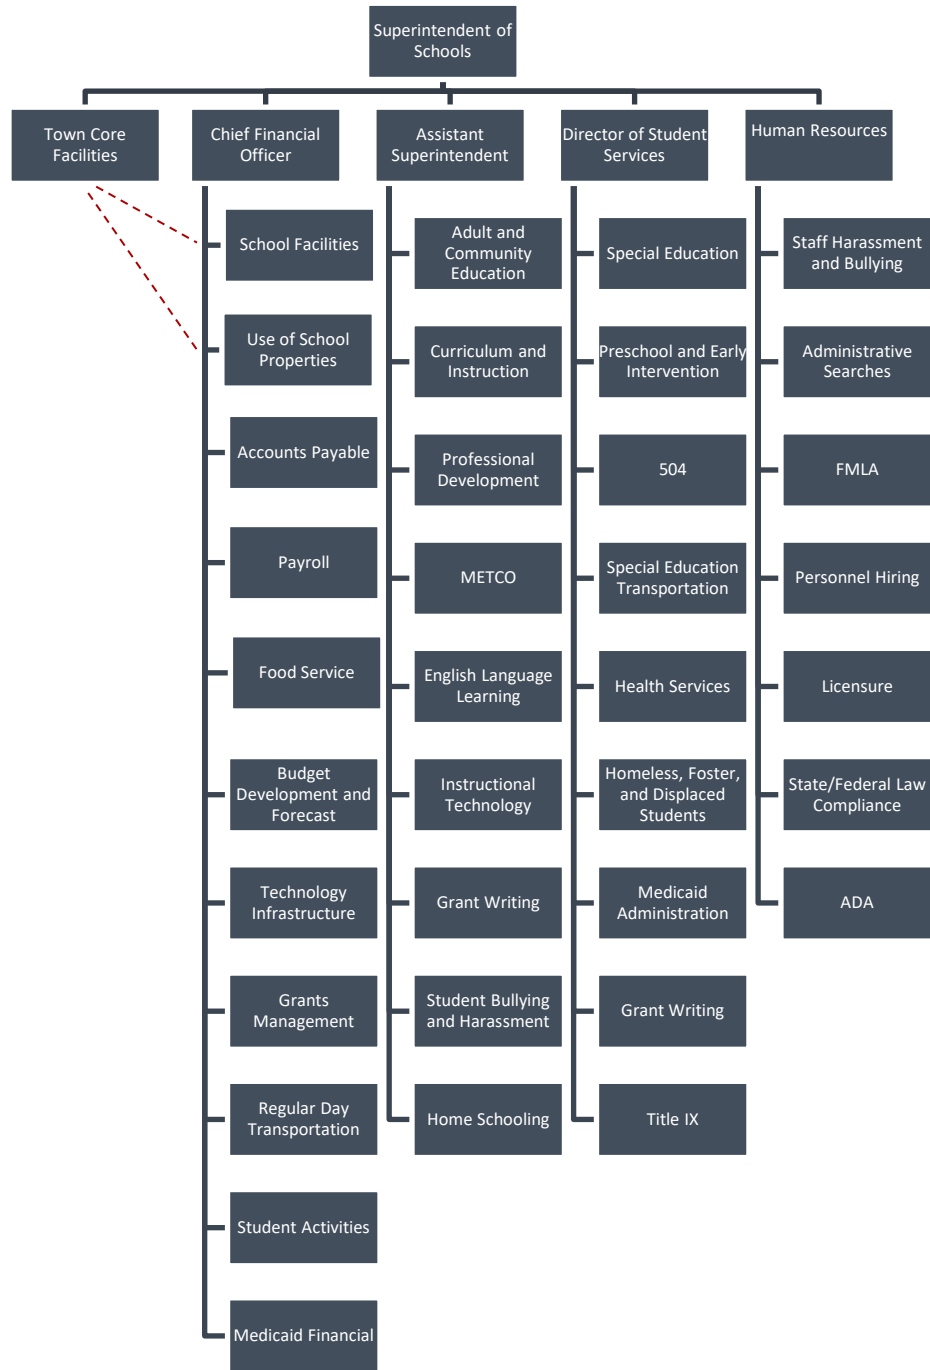 Superintendent of
Schools
Town Core
Facilities
Chief Financial
Officer
Assistant
Superintendent
Director of Student
Services
Human Resources
School Facilities
Use of School
Properties
Accounts Payable
Payroll
Food Service
Budget
Development and
Forecast
Technology
Infrastructure
Grants
Management
Regular Day
Transportation
Student Activities
Medicaid Financial
Adult and
Community
Education
Curriculum and
Instruction
Professional
Development
METCO
English Language
Learning
Instructional
Technology
Grant Writing
Student Bullying
and Harassment
Home Schooling
Special Education
Preschool and Early
Intervention
504
Special Education
Transportation
Health Services
Homeless, Foster,
and Displaced
Students
Medicaid
Administration
Grant Writing
Title IX
Staff Harassment
and Bullying
Administrative
Searches
FMLA
Personnel Hiring
Licensure
State/Federal Law
Compliance
ADA